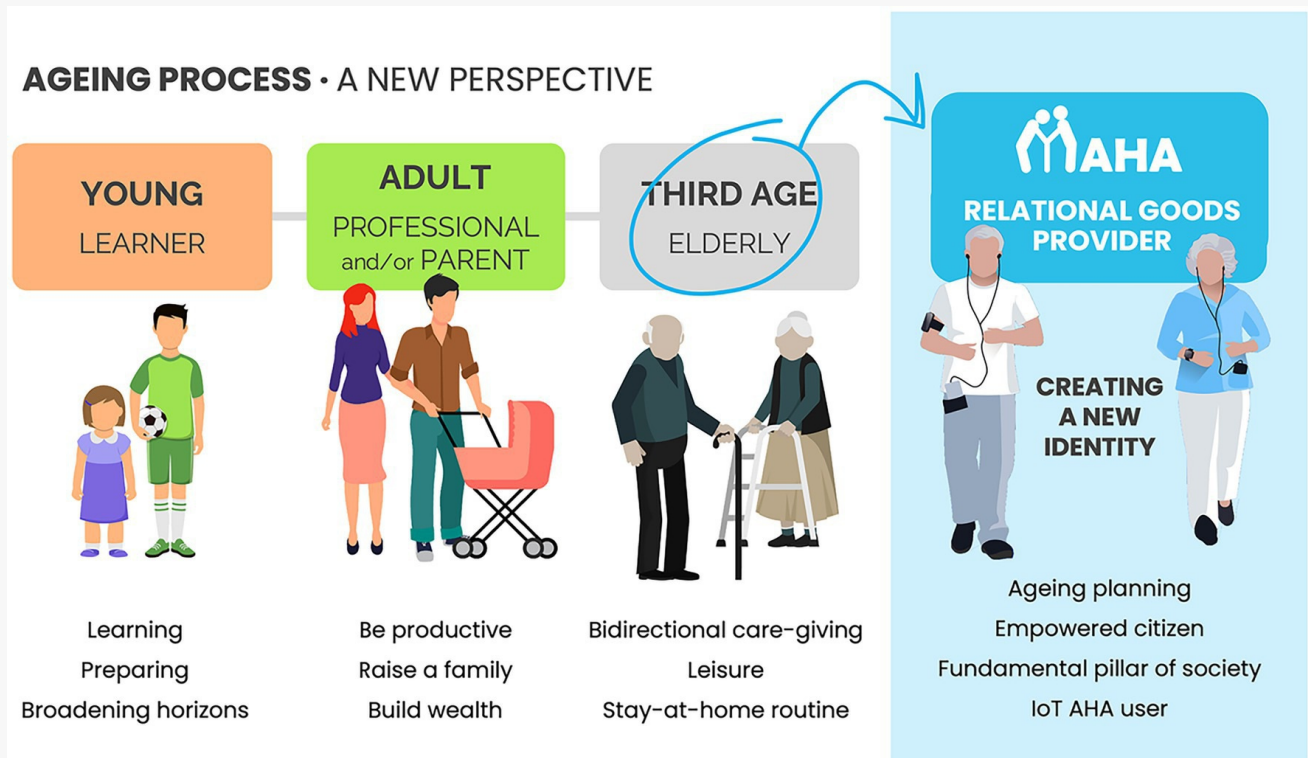 AGEING PROCESS · A NEW PERSPECTIVE
YOUNG
LEARNER
Learning
Preparing
Broadening horizons
ADULT
PROFESSIONAL
and/or PARENT
Be productive
Raise a family
Build wealth
THIRD AGE
ELDERLY
Bidirectional care-giving
Leisure
Stay-at-home routine
AHA
RELATIONAL GOODS
PROVIDER
CREATING
A NEW
IDENTITY
Ageing planning
Empowered citizen
Fundamental pillar of society
IoT AHA user